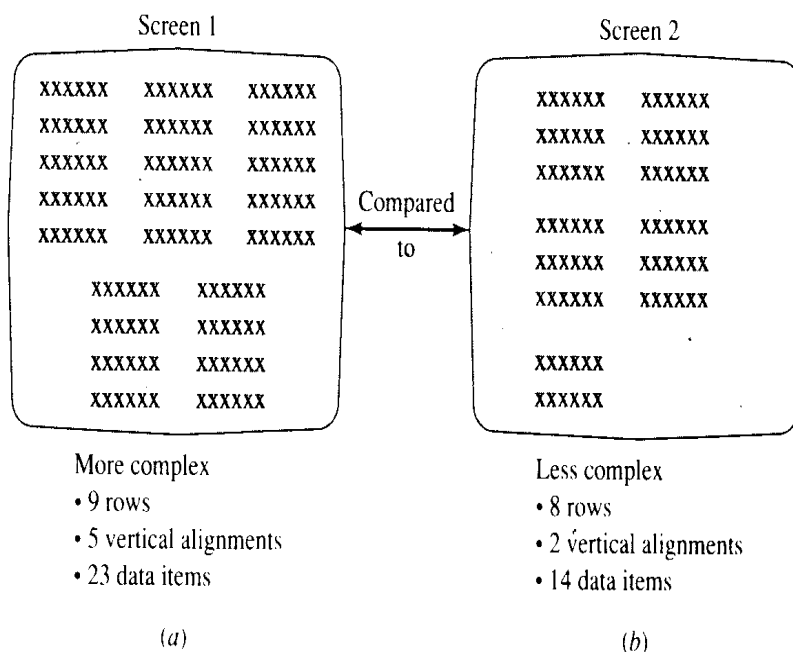 Screen 1
XXXXXX XXXXXX XXXXXX
XXXXXX XXXXXX XXXXXX
XXXXXX XXXXXX XXXXXX
XXXXXX XXXXXX XXXXXX
XXXXXX XXXXXX XXXXXX
XXXXXX XXXXXX
XXXXXX XXXXXX
XXXXXX XXXXXX
XXXXXX XXXXXX
More complex
• 9 rows
• 5 vertical alignments
• 23 data items
(a)
Compared
to
Screen 2
XXXXXX XXXXXX
XXXXXX XXXXXX
XXXXXX XXXXXX
XXXXXX XXXXXX
XXXXXX XXXXXX
XXXXXX XXXXXX
XXXXXX
XXXXXX
Less complex
• 8 rows
• 2 vertical alignments
• 14 data items
(b)